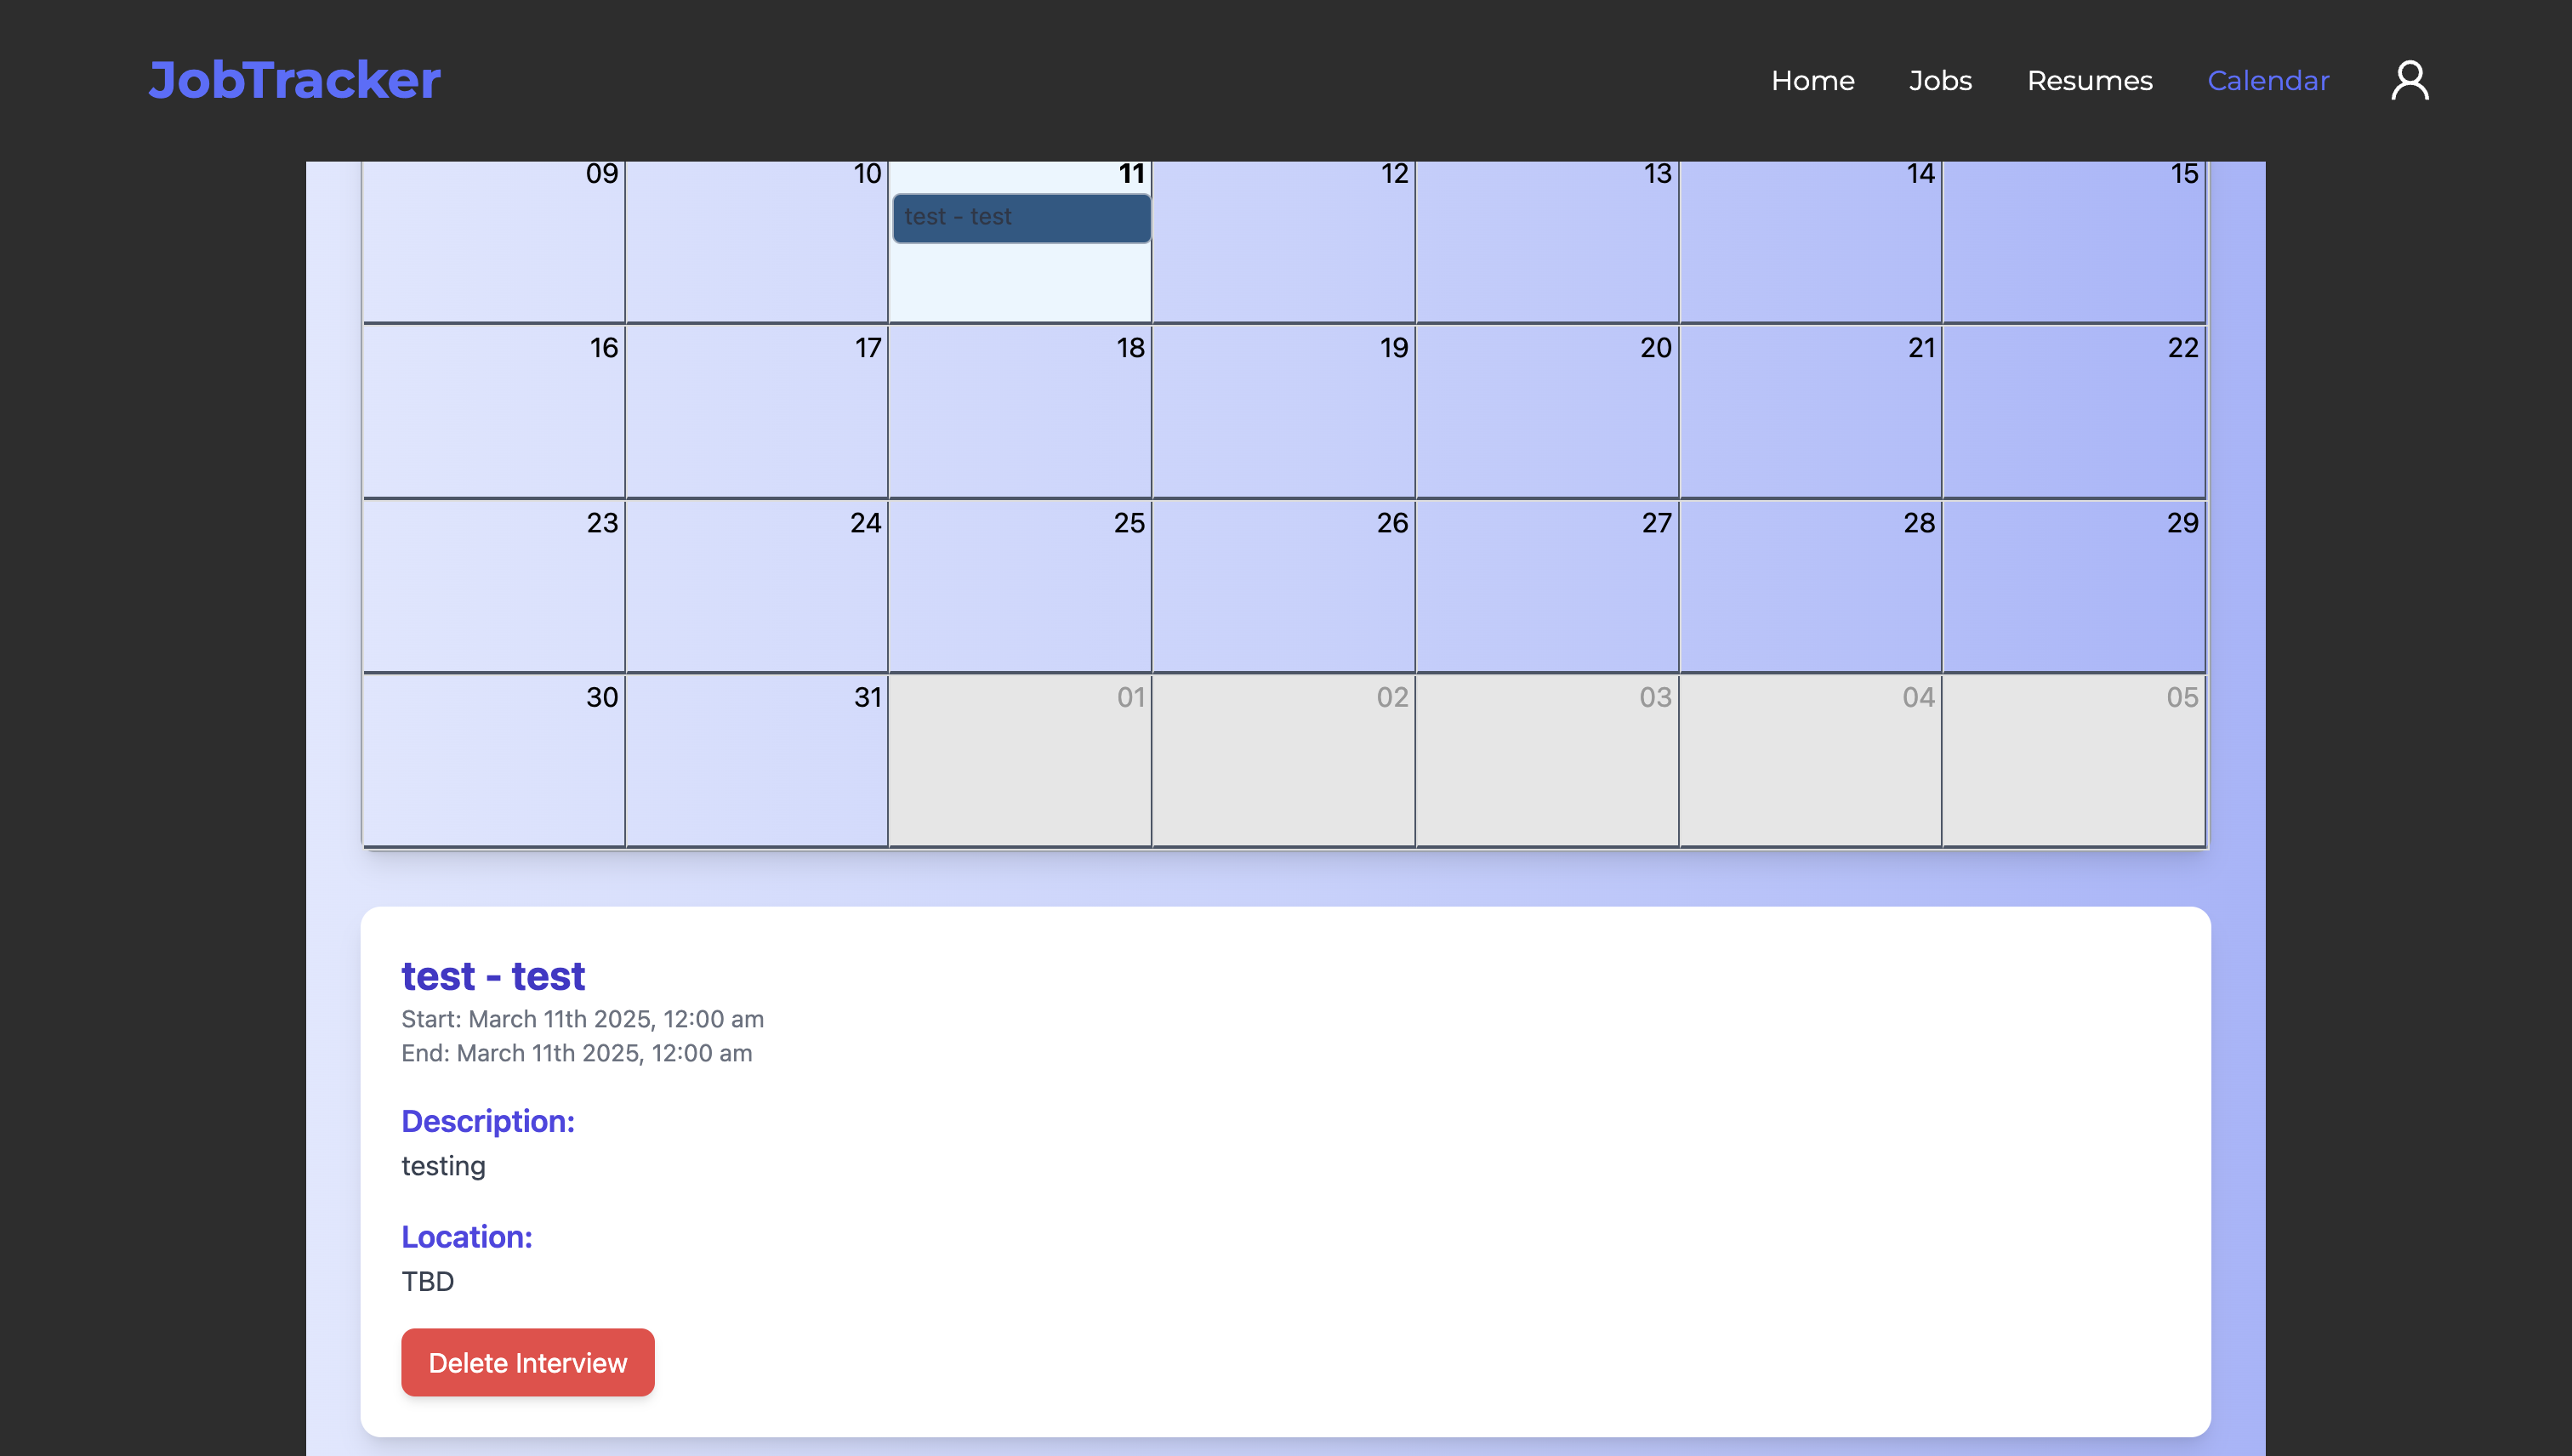 JobTracker
Home Jobs Resumes Calendar
09 10 11 12 13 14 15
test - test
16 17 18 19 20 21 22
23 24 25 26 27 28 29
30 31 01 02 03 04 05
test - test
Start: March 11th 2025, 12:00 am
End: March 11th 2025, 12:00 am
Description:
testing
Location:
TBD
Delete Interview